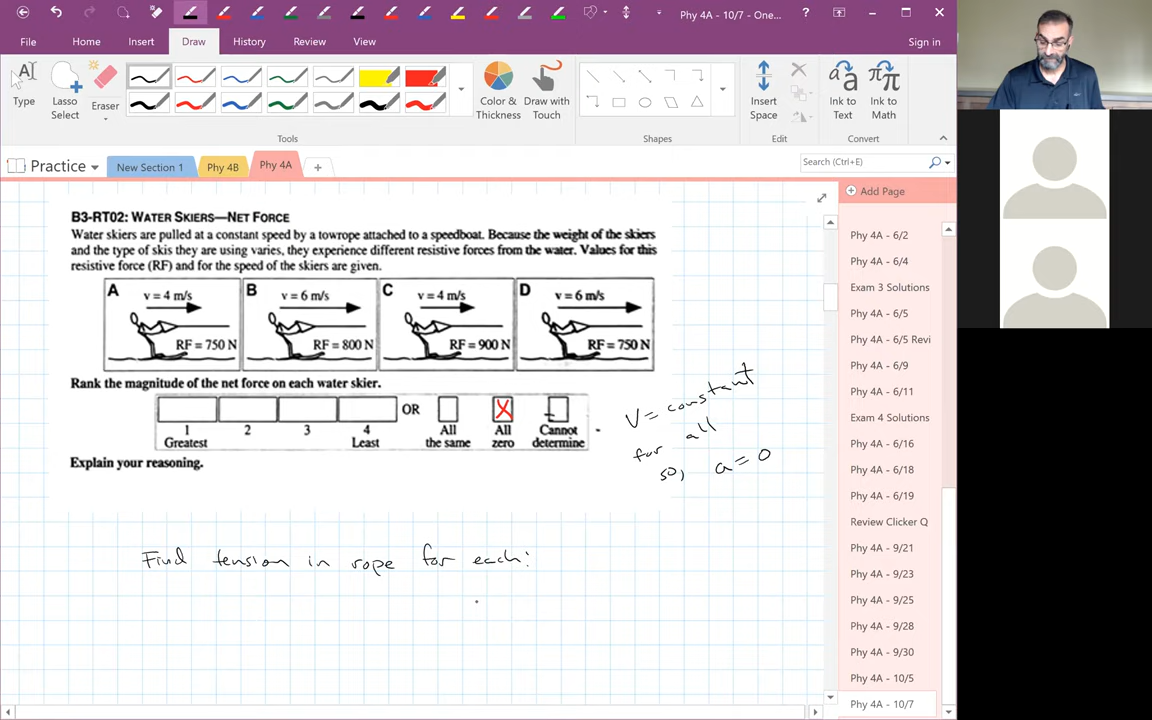 Phy 4A - 10/7 - One...
File
Home
Insert
Draw
History
Review
View
Sign in
Type
Lasso Select
Eraser
Color & Thickness
Draw with Touch
Insert Space
Ink to Text
Ink to Math
Tools
Shapes
Edit
Convert
Practice
New Section 1
Phy 4B
Phy 4A
Search (Ctrl+E)
B3-RT02: WATER SKIERS—NET FORCE
Water skiers are pulled at a constant speed by a towrope attached to a speedboat. Because the weight of the skiers
and the type of skis they are using varies, they experience different resistive forces from the water. Values for this
resistive force (RF) and for the speed of the skiers are given.
A v = 4 m/s RF = 750 N
B v = 6 m/s RF = 800 N
C v = 4 m/s RF = 900 N
D v = 6 m/s RF = 750 N
Rank the magnitude of the net force on each water skier.
OR X
1 2 3 4 All All Cannot
Greatest Least the same zero determine
Explain your reasoning.
V = constant
for all
so, a = 0
Find tension in rope for each:
Add Page
Phy 4A - 6/2
Phy 4A - 6/4
Exam 3 Solutions
Phy 4A - 6/5
Phy 4A - 6/5 Revi
Phy 4A - 6/9
Phy 4A - 6/11
Exam 4 Solutions
Phy 4A - 6/16
Phy 4A - 6/18
Phy 4A - 6/19
Review Clicker Q
Phy 4A - 9/21
Phy 4A - 9/23
Phy 4A - 9/25
Phy 4A - 9/28
Phy 4A - 9/30
Phy 4A - 10/5
Phy 4A - 10/7